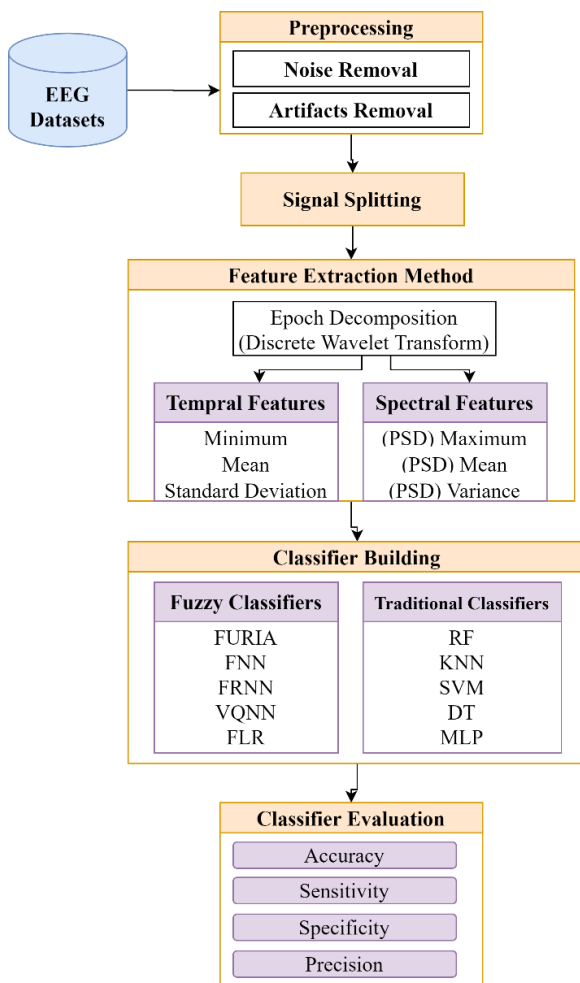 EEG
Datasets
Preprocessing
Noise Removal
Artifacts Removal
Signal Splitting
Feature Extraction Method
Epoch Decomposition
(Discrete Wavelet Transform)
Tempral Features
Minimum
Mean
Standard Deviation
Spectral Features
(PSD) Maximum
(PSD) Mean
(PSD) Variance
Classifier Building
Fuzzy Classifiers
FURIA
FNN
FRNN
VQNN
FLR
Traditional Classifiers
RF
KNN
SVM
DT
MLP
Classifier Evaluation
Accuracy
Sensitivity
Specificity
Precision